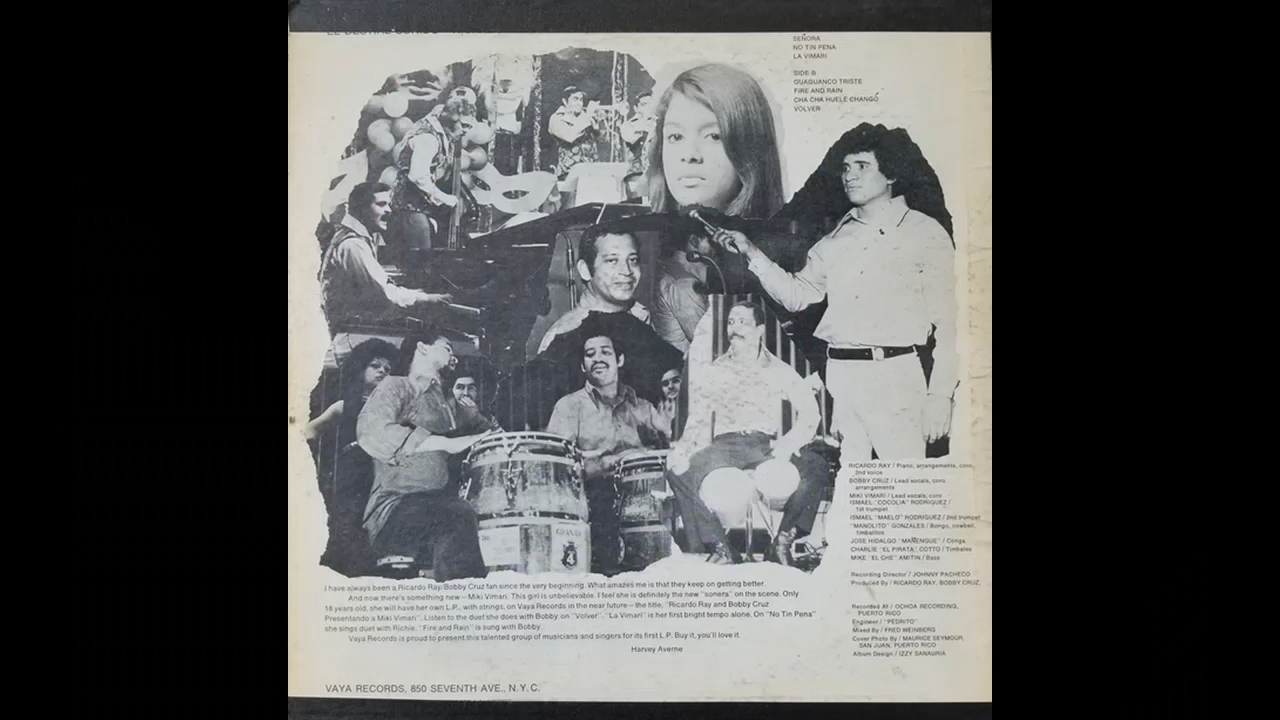 SEÑORA
NO TIN PENA
LA VIMARI
SIDE B
GUAGUANCO TRISTE
FIRE AND RAIN
CHA CHA HUELE CHANGÓ
VOLVER
GRANADA
RICARDO RAY / Piano, arrangements, coro,
2nd voice
BOBBY CRUZ / Lead vocals, coro
arrangements
MIKI VIMARI / Lead vocals, coro
ISMAEL "COCOLIA" RODRIGUEZ /
1st trumpet
ISMAEL "MAELO" RODRIGUEZ / 2nd trumpet
"MANOLITO" GONZALES / Bongo, cowbell,
timbalitos
JOSE HIDALGO "MAÑENGUE" / Conga
CHARLIE "EL PIRATA" COTTO / Timbales
MIKE "EL CHE" AMITIN / Bass
Recording Director / JOHNNY PACHECO
Produced By / RICARDO RAY, BOBBY CRUZ,
Recorded At / OCHOA RECORDING,
PUERTO RICO
Engineer / "PEDRITO"
Mixed By / FRED WEINBERG
Cover Photo By / MAURICE SEYMOUR,
SAN JUAN, PUERTO RICO
Album Design / IZZY SANABRIA
I have always been a Ricardo Ray/Bobby Cruz fan since the very beginning. What amazes me is that they keep on getting better.
And now there's something new – Miki Vimari. This girl is unbelievable. I feel she is definitely the new "sonera" on the scene. Only
18 years old, she will have her own L.P., with strings, on Vaya Records in the near future – the title, "Ricardo Ray and Bobby Cruz
Presentando a Miki Vimari". Listen to the duet she does with Bobby on "Volver". "La Vimari" is her first bright tempo alone. On "No Tin Pena"
she sings duet with Richie. "Fire and Rain" is sung with Bobby.
Vaya Records is proud to present this talented group of musicians and singers for its first L.P. Buy it, you'll love it.
Harvey Averne
VAYA RECORDS, 850 SEVENTH AVE., N.Y.C.